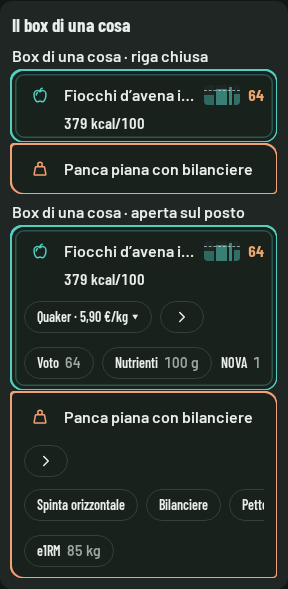 Il box di una cosa
Box di una cosa · riga chiusa
Fiocchi d’avena i… 64
379 kcal/100
Panca piana con bilanciere
Box di una cosa · aperta sul posto
Fiocchi d’avena i… 64
379 kcal/100
Quaker · 5,90 €/kg ▾
Voto 64 Nutrienti 100 g NOVA 1
Panca piana con bilanciere
Spinta orizzontale Bilanciere Petto
e1RM 85 kg